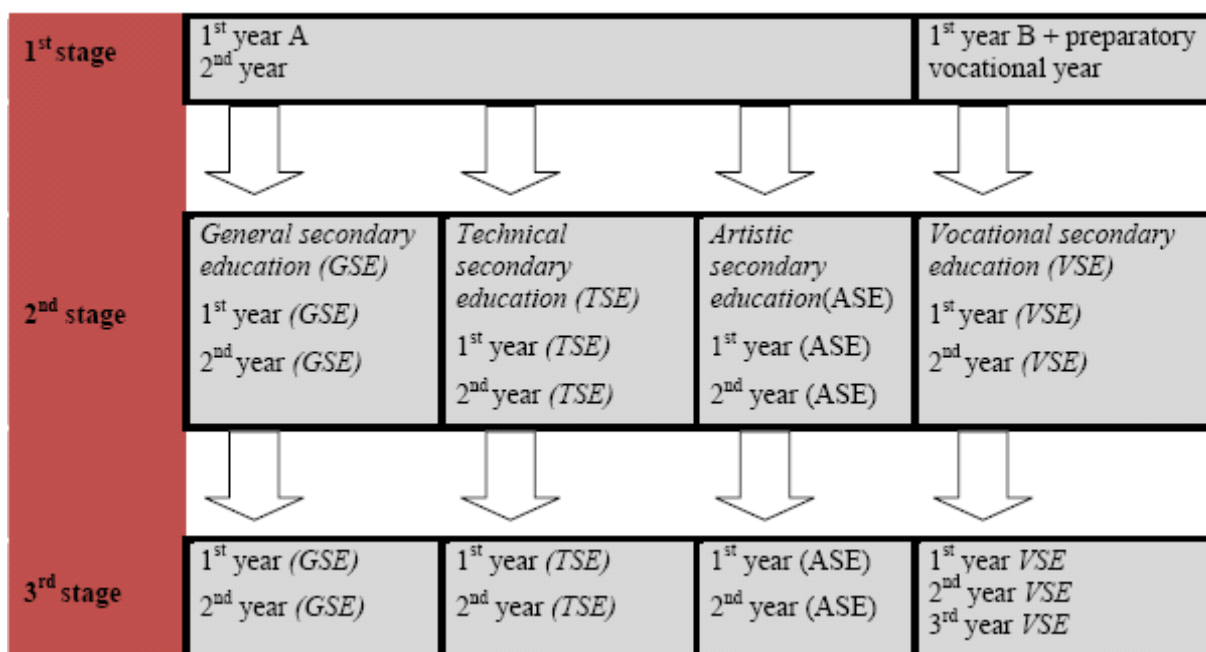 1st stage
1st year A
2nd year
1st year B + preparatory
vocational year
2nd stage
General secondary
education (GSE)
1st year (GSE)
2nd year (GSE)
Technical
secondary
education (TSE)
1st year (TSE)
2nd year (TSE)
Artistic
secondary
education(ASE)
1st year (ASE)
2nd year (ASE)
Vocational secondary
education (VSE)
1st year (VSE)
2nd year (VSE)
3rd stage
1st year (GSE)
2nd year (GSE)
1st year (TSE)
2nd year (TSE)
1st year (ASE)
2nd year (ASE)
1st year VSE
2nd year VSE
3rd year VSE